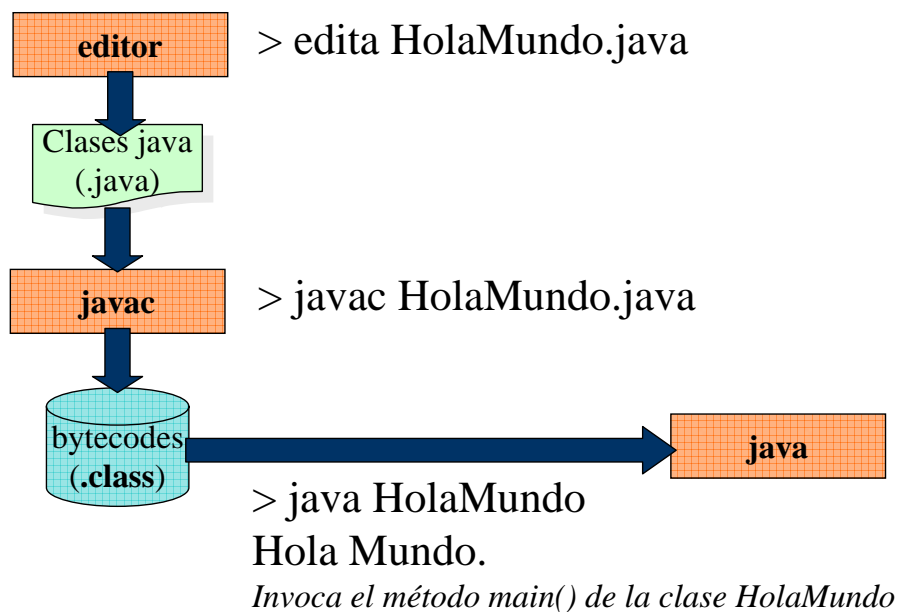 editor
> edita HolaMundo.java
Clases java
(.java)
javac
> javac HolaMundo.java
bytecodes
(.class)
java
> java HolaMundo
Hola Mundo.
Invoca el método main() de la clase HolaMundo